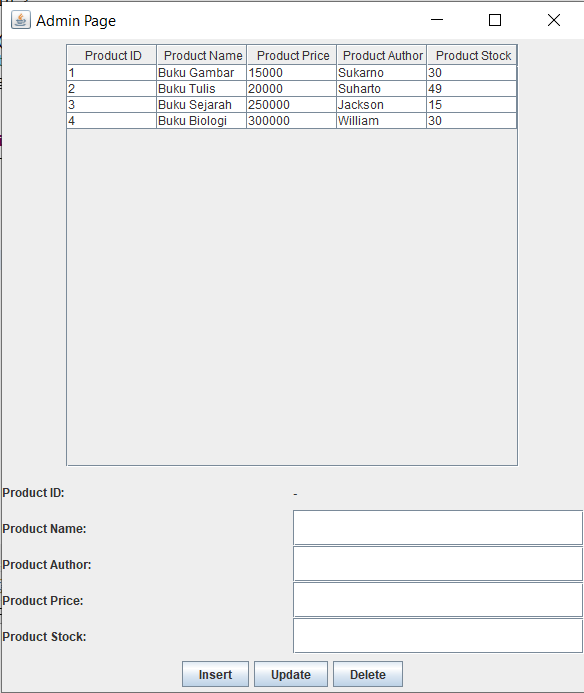 Admin Page
Product ID Product Name Product Price Product Author Product Stock
1 Buku Gambar 15000 Sukarno 30
2 Buku Tulis 20000 Suharto 49
3 Buku Sejarah 250000 Jackson 15
4 Buku Biologi 300000 William 30
Product ID: -
Product Name:
Product Author:
Product Price:
Product Stock:
Insert Update Delete